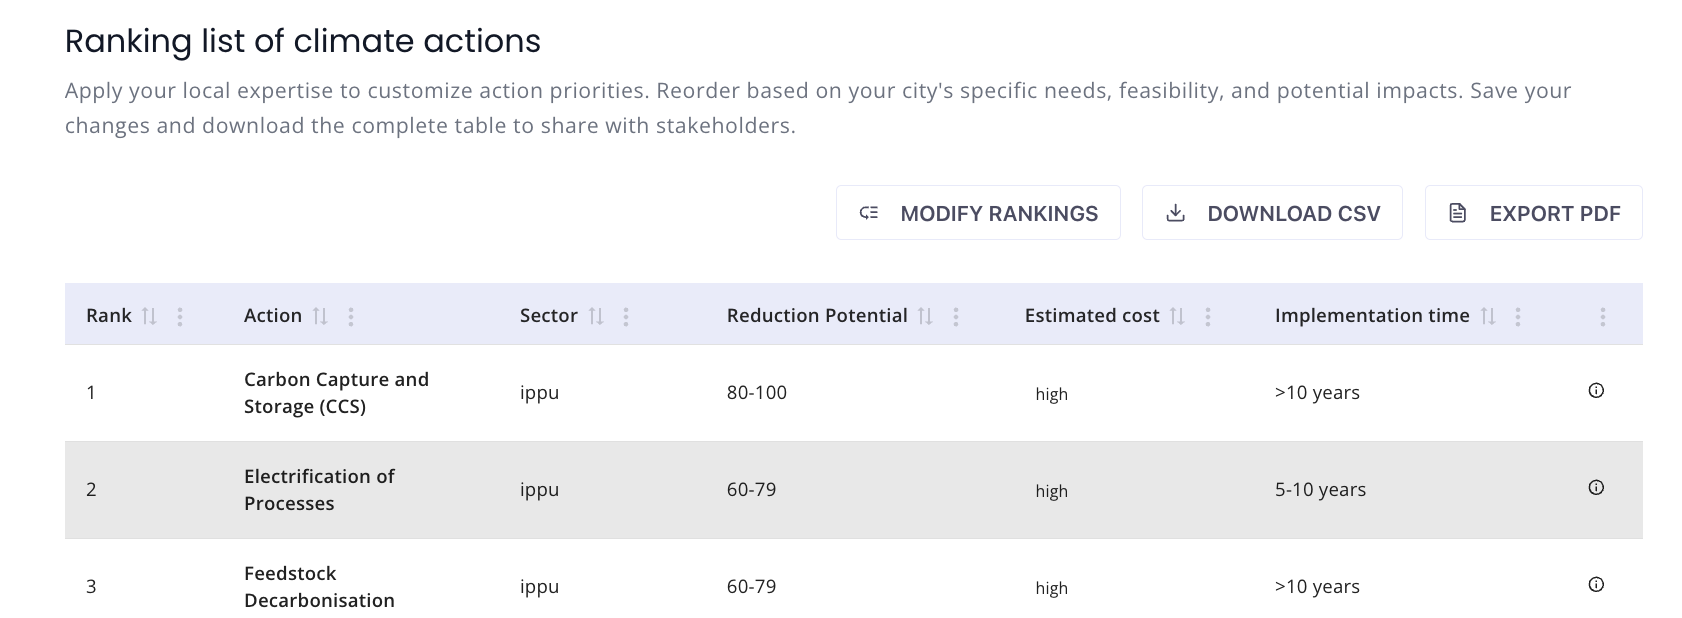 Ranking list of climate actions
Apply your local expertise to customize action priorities. Reorder based on your city's specific needs, feasibility, and potential impacts. Save your
changes and download the complete table to share with stakeholders.
MODIFY RANKINGS DOWNLOAD CSV EXPORT PDF
Rank Action Sector Reduction Potential Estimated cost Implementation time
1 Carbon Capture and Storage (CCS) ippu 80-100 high >10 years
2 Electrification of Processes ippu 60-79 high 5-10 years
3 Feedstock Decarbonisation ippu 60-79 high >10 years